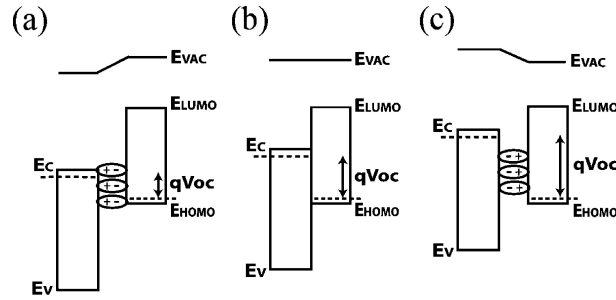 (a)
EVAC
ELUMO
EC
qVoc
EHOMO
EV
+ -
+ -
+ -
(b)
EVAC
ELUMO
EC
qVoc
EHOMO
EV
(c)
EVAC
ELUMO
EC
qVoc
EHOMO
EV
+ -
+ -
+ -